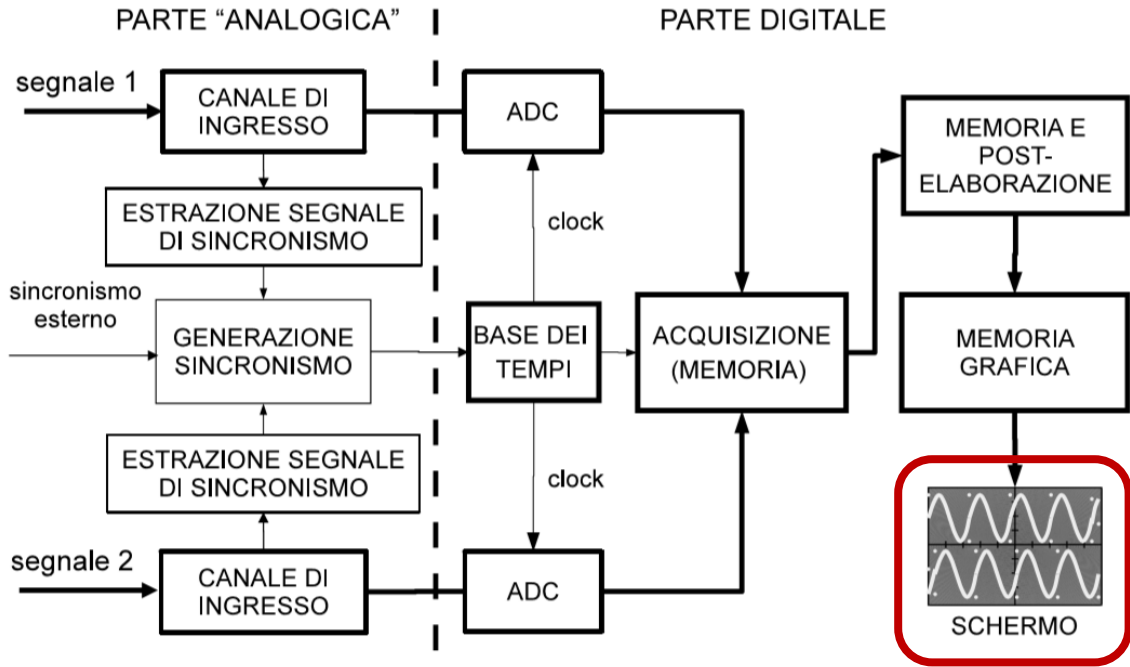 PARTE “ANALOGICA”
PARTE DIGITALE
segnale 1
CANALE DI
INGRESSO
ADC
MEMORIA E
POST-
ELABORAZIONE
ESTRAZIONE SEGNALE
DI SINCRONISMO
clock
sincronismo
esterno
GENERAZIONE
SINCRONISMO
BASE DEI
TEMPI
ACQUISIZIONE
(MEMORIA)
MEMORIA
GRAFICA
ESTRAZIONE SEGNALE
DI SINCRONISMO
clock
segnale 2
CANALE DI
INGRESSO
ADC
SCHERMO